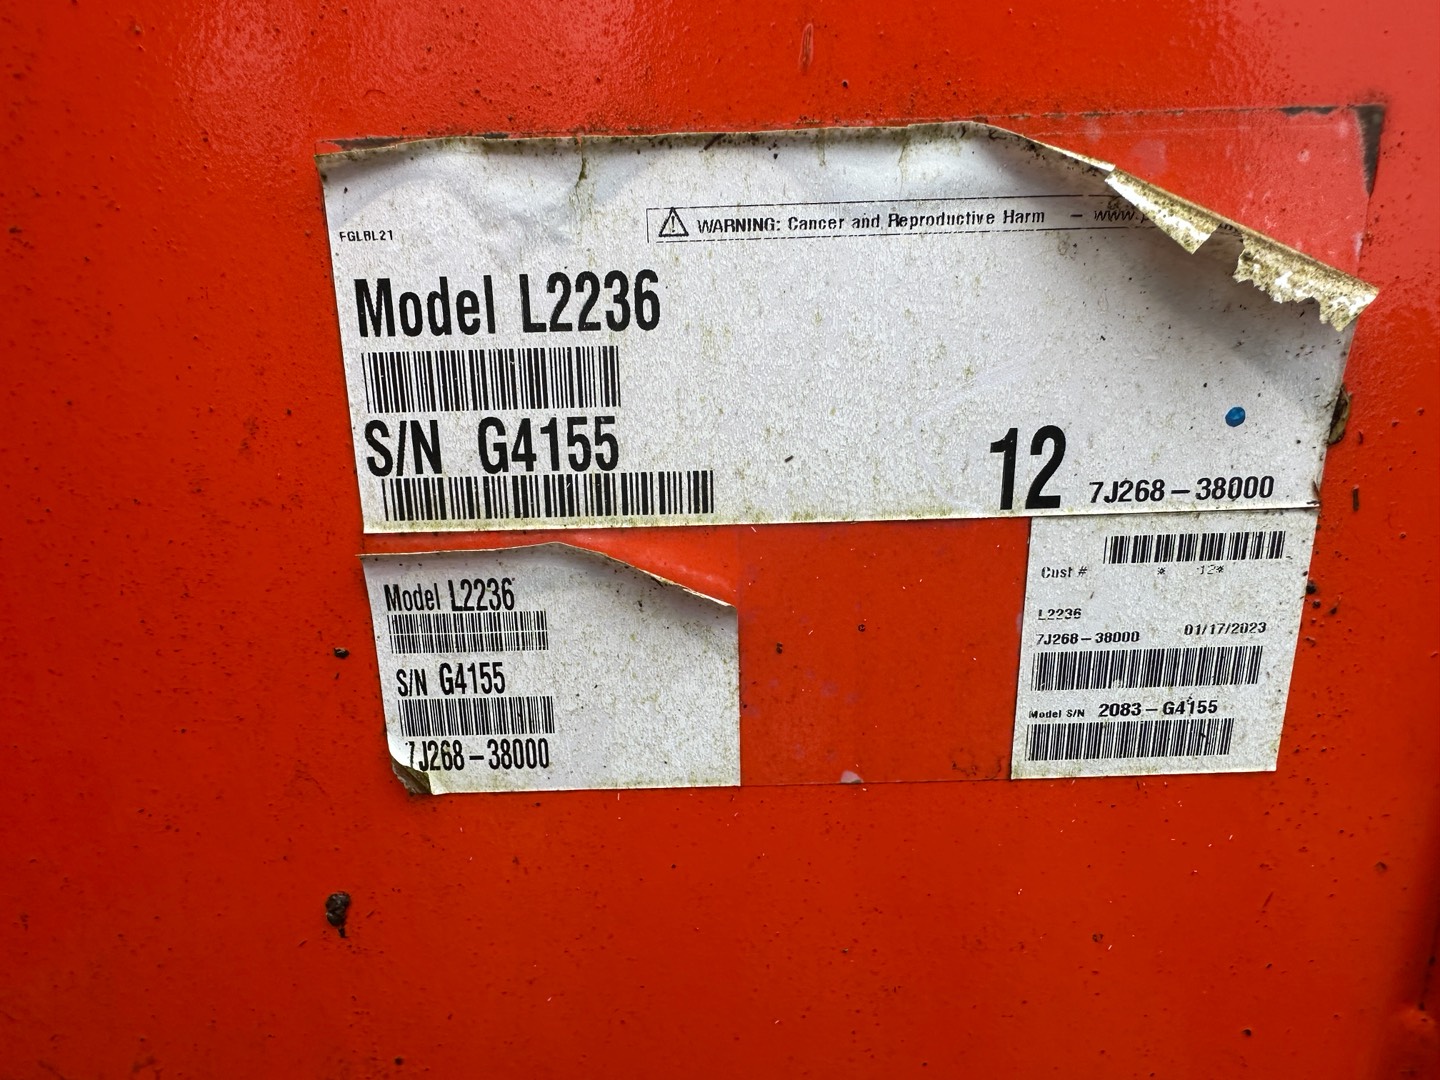 FGLBL21
WARNING: Cancer and Reproductive Harm –
Model L2236
S/N G4155
12 7J268-38000
Model L2236
S/N G4155
7J268-38000
Cust #
* 12*
L2236
7J268-38000 01/17/2023
Model S/N 2083-G4155